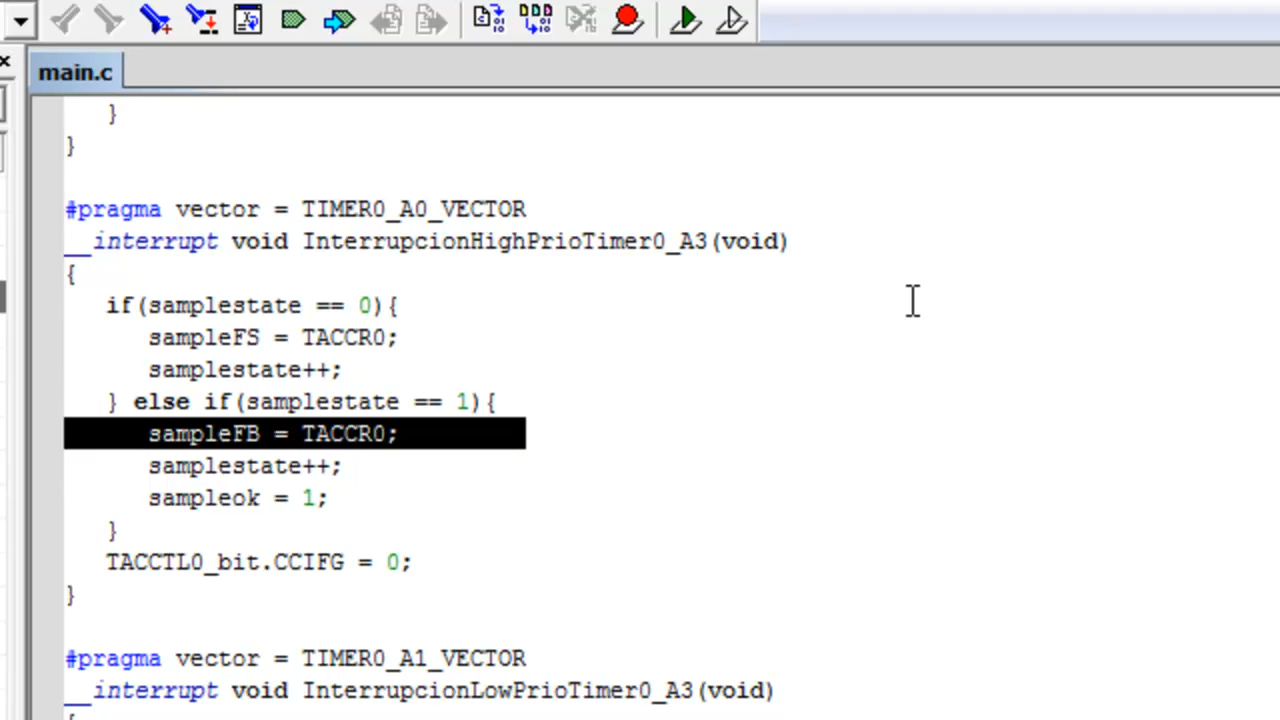 main.c
}
}
#pragma vector = TIMER0_A0_VECTOR
__interrupt void InterrupcionHighPrioTimer0_A3(void)
{
if(samplestate == 0){
sampleFS = TACCR0;
samplestate++;
} else if(samplestate == 1){
sampleFB = TACCR0;
samplestate++;
sampleok = 1;
}
TACCTL0_bit.CCIFG = 0;
}
#pragma vector = TIMER0_A1_VECTOR
__interrupt void InterrupcionLowPrioTimer0_A3(void)
{